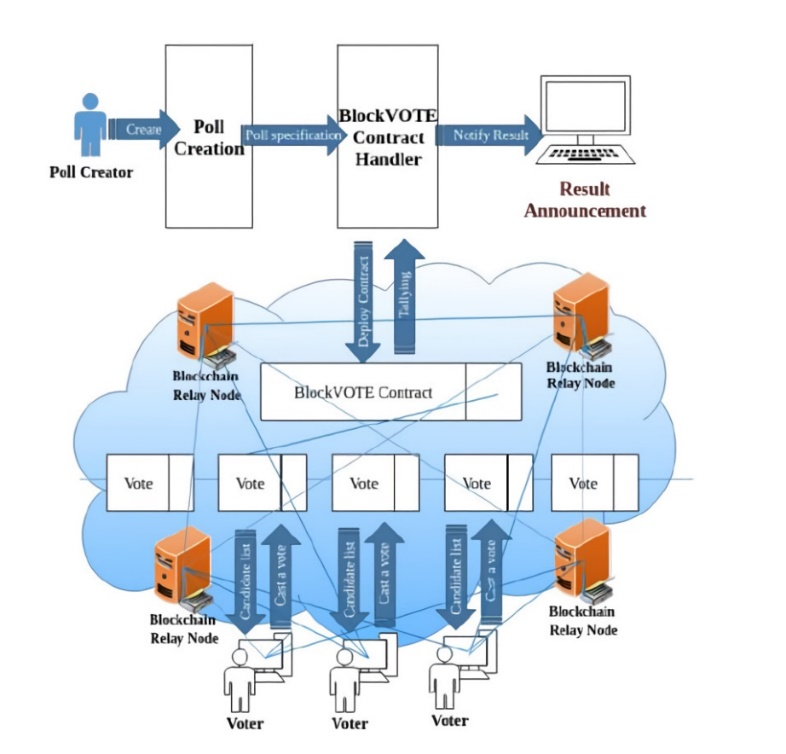 Poll Creator
Create
Poll
Creation
Poll specification
BlockVOTE
Contract
Handler
Notify Result
Result
Announcement
Deploy Contract
Tallying
Blockchain
Relay Node
Blockchain
Relay Node
BlockVOTE Contract
Vote
Vote
Vote
Vote
Vote
Candidate list
Cast a vote
Candidate list
Cast a vote
Candidate list
Cast a vote
Blockchain
Relay Node
Blockchain
Relay Node
Voter
Voter
Voter